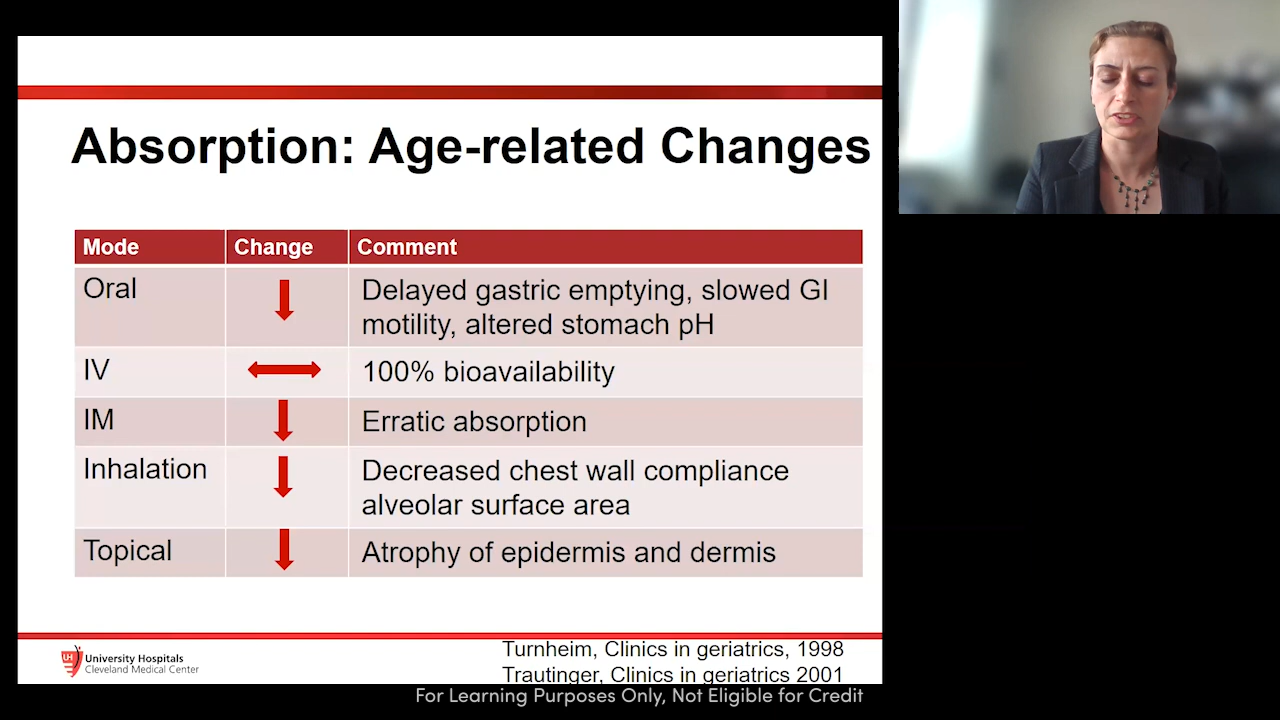 Absorption: Age-related Changes
Mode Change Comment
Oral Delayed gastric emptying, slowed GI
motility, altered stomach pH
IV 100% bioavailability
IM Erratic absorption
Inhalation Decreased chest wall compliance
alveolar surface area
Topical Atrophy of epidermis and dermis
UH University Hospitals
Cleveland Medical Center
Turnheim, Clinics in geriatrics, 1998
Trautinger, Clinics in geriatrics 2001
For Learning Purposes Only, Not Eligible for Credit